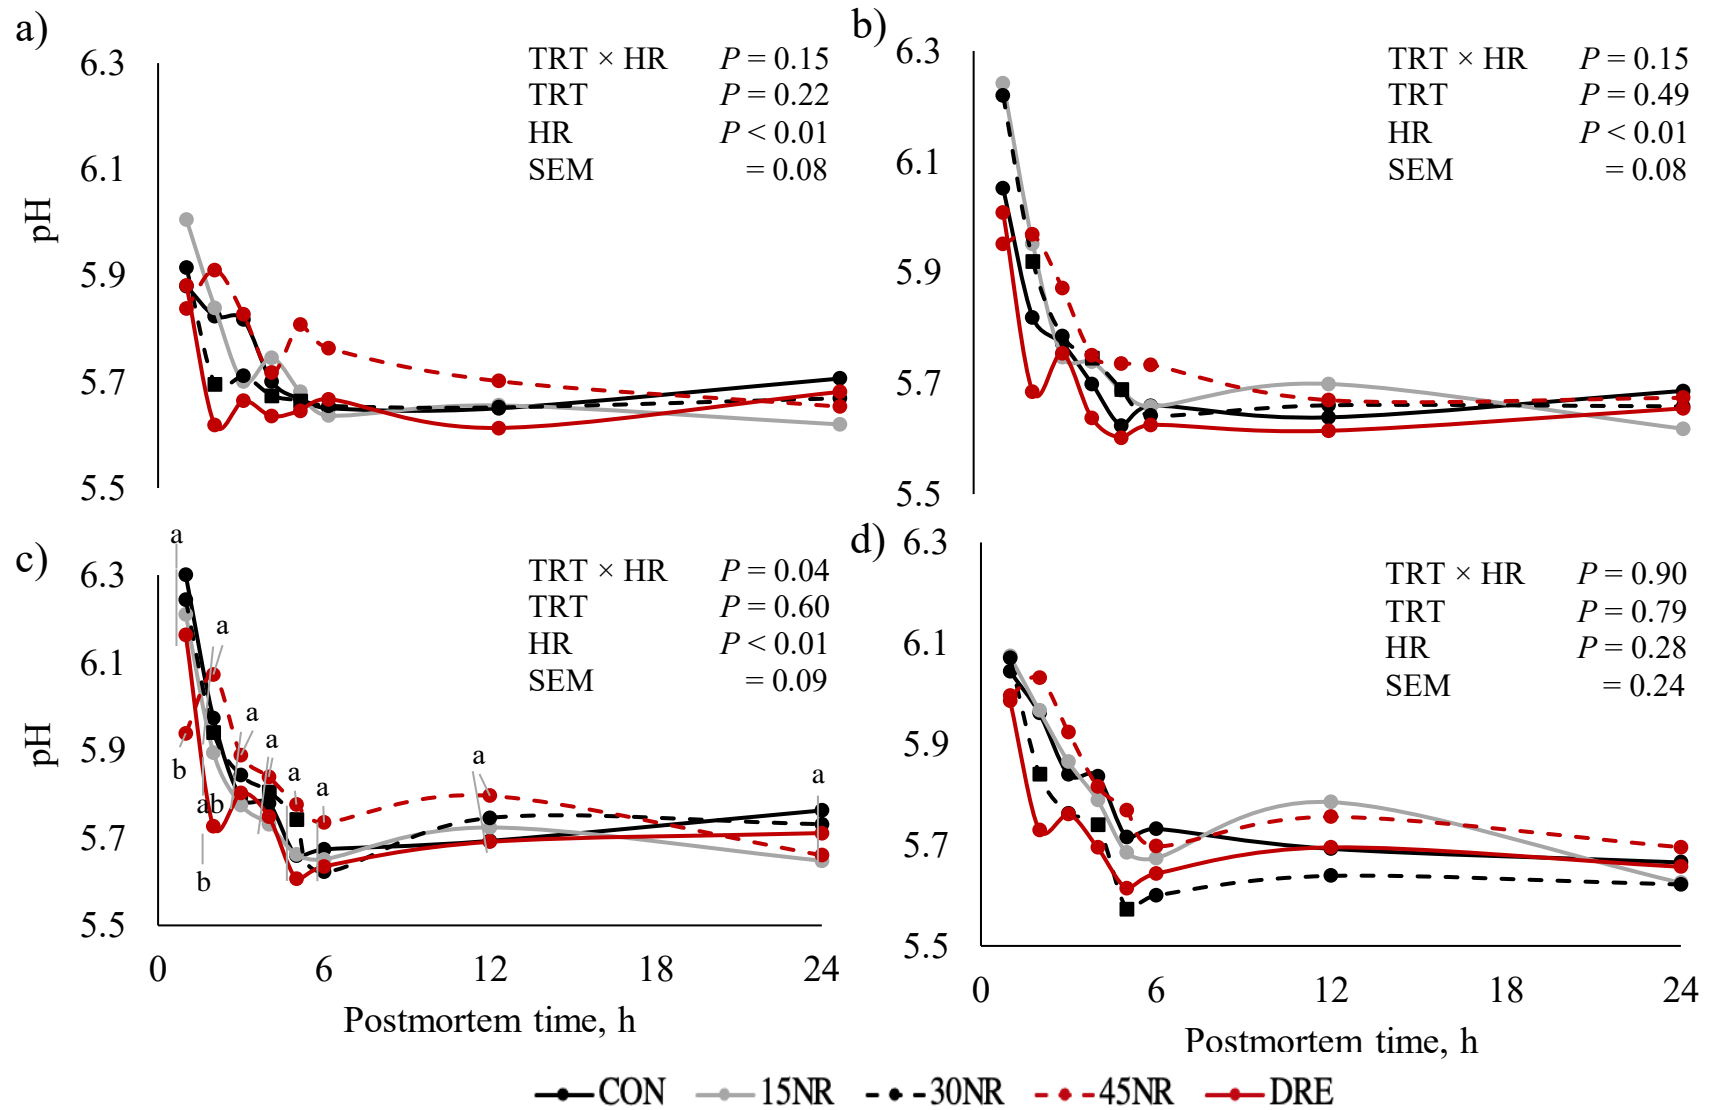 a)
6.3
6.1
5.9
5.7
5.5
pH
TRT × HR P = 0.15
TRT P = 0.22
HR P < 0.01
SEM = 0.08
b)
6.3
6.1
5.9
5.7
5.5
TRT × HR P = 0.15
TRT P = 0.49
HR P < 0.01
SEM = 0.08
c)
6.3
6.1
5.9
5.7
5.5
pH
TRT × HR P = 0.04
TRT P = 0.60
HR P < 0.01
SEM = 0.09
a
a
a
a
a
a
a
a
b
ab
b
0 6 12 18 24
Postmortem time, h
d)
6.3
6.1
5.9
5.7
5.5
TRT × HR P = 0.90
TRT P = 0.79
HR P = 0.28
SEM = 0.24
0 6 12 18 24
Postmortem time, h
CON 15NR 30NR 45NR DRE